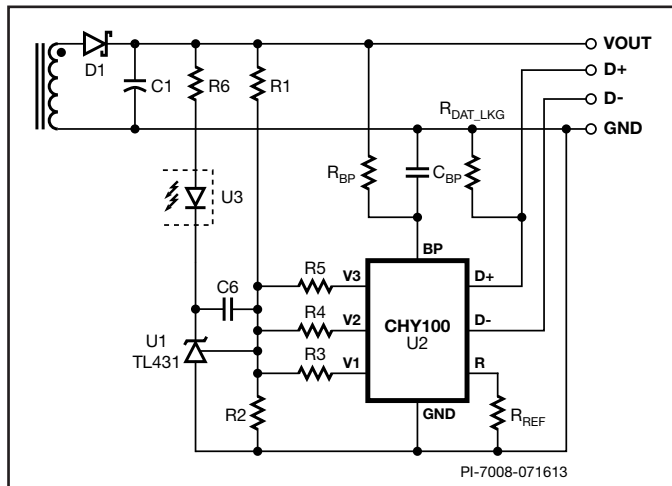 VOUT
D+
D-
GND
D1
C1
R6
R1
RDAT_LKG
RBP
CBP
U3
BP
C6
R5
V3
D+
R4
V2
CHY100
U2
D-
U1
TL431
R3
V1
R
R2
GND
RREF
PI-7008-071613